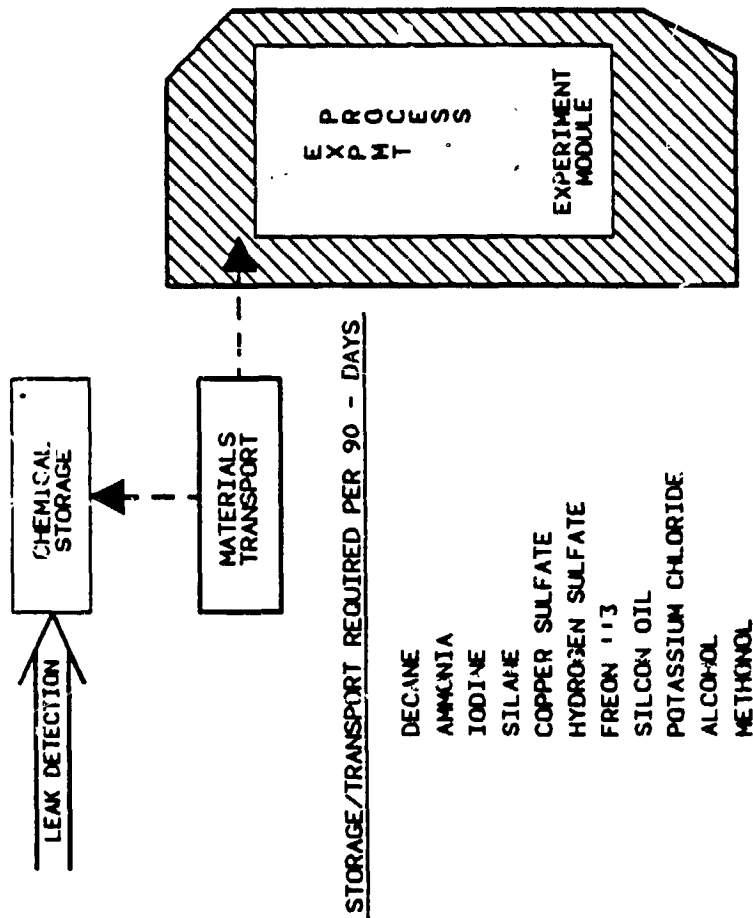 LEAK DETECTION
CHEMICAL
STORAGE
MATERIALS
TRANSPORT
EXPMT
PROCESS
EXPERIMENT
MODULE
STORAGE/TRANSPORT REQUIRED PER 90 - DAYS
DECANE
AMMONIA
IODINE
SILANE
COPPER SULFATE
HYDROGEN SULFATE
FREON 113
SILCON OIL
POTASSIUM CHLORIDE
ALCOHOL
METHONOL